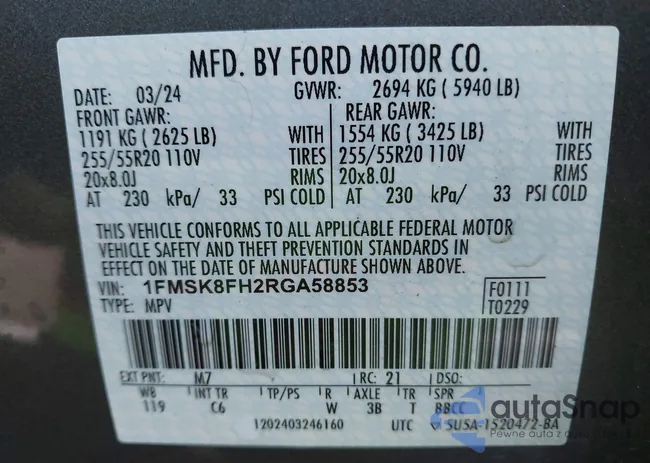 MFD. BY FORD MOTOR CO.
DATE: 03/24 GVWR: 2694 KG ( 5940 LB)
FRONT GAWR: REAR GAWR:
1191 KG ( 2625 LB) WITH 1554 KG ( 3425 LB) WITH
255/55R20 110V TIRES 255/55R20 110V TIRES
20x8.0J RIMS 20x8.0J RIMS
AT 230 kPa/ 33 PSI COLD AT 230 kPa/ 33 PSI COLD
THIS VEHICLE CONFORMS TO ALL APPLICABLE FEDERAL MOTOR
VEHICLE SAFETY AND THEFT PREVENTION STANDARDS IN
EFFECT ON THE DATE OF MANUFACTURE SHOWN ABOVE.
VIN: 1FMSK8FH2RGA58853 F0111
TYPE: MPV T0229
EXT PNT: M7 RC: 21 DSO:
WB INT TR TP/PS R AXLE TR SPR
119 C6 W 3B T BBCC
1202403246160 UTC SU5A-1520472-BA
autoSnap
Pewne auto z